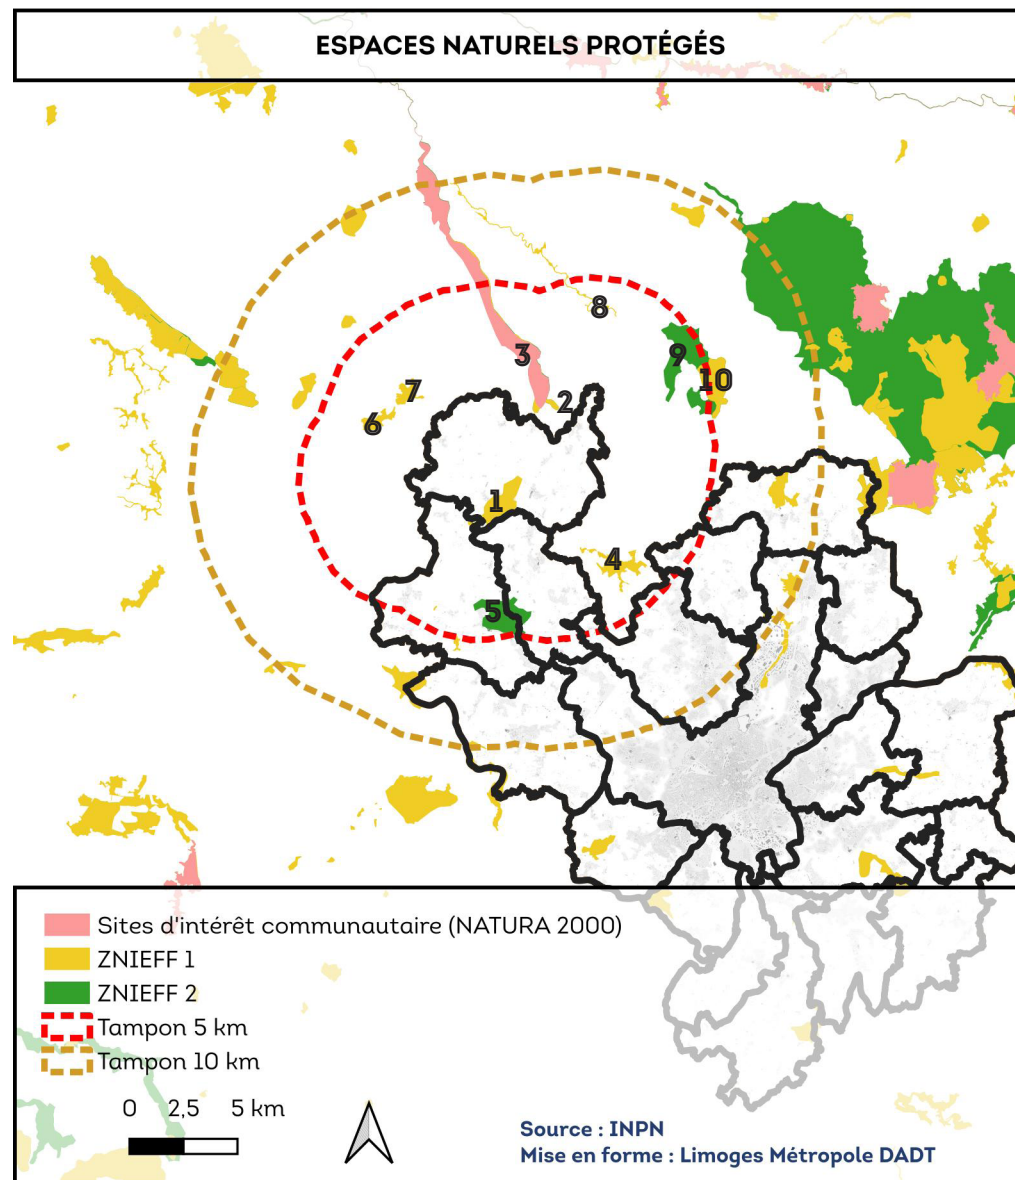 ESPACES NATURELS PROTÉGÉS
8
3
9
10
7
2
6
1
4
5
Sites d'intérêt communautaire (NATURA 2000)
ZNIEFF 1
ZNIEFF 2
Tampon 5 km
Tampon 10 km
0 2,5 5 km
Source : INPN
Mise en forme : Limoges Métropole DADT